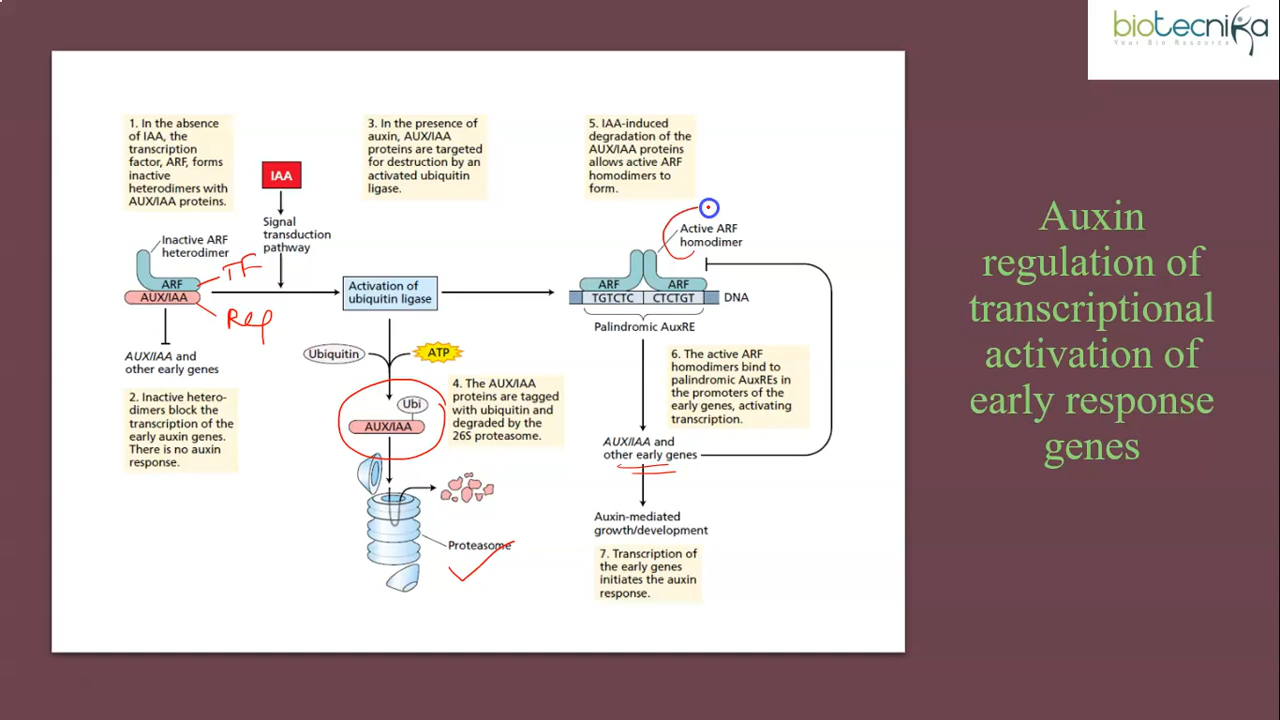 biotecnika
Your Bio Resource
1. In the absence
of IAA, the
transcription
factor, ARF, forms
inactive
heterodimers with
AUX/IAA proteins.
IAA
Signal
transduction
pathway
3. In the presence of
auxin, AUX/IAA
proteins are targeted
for destruction by an
activated ubiquitin
ligase.
5. IAA-induced
degradation of the
AUX/IAA proteins
allows active ARF
homodimers to
form.
Inactive ARF
heterodimer
ARF
AUX/IAA
TF
Rep
AUX/IAA and
other early genes
2. Inactive hetero-
dimers block the
transcription of the
early auxin genes.
There is no auxin
response.
Activation of
ubiquitin ligase
Ubiquitin
ATP
Ubi
AUX/IAA
4. The AUX/IAA
proteins are tagged
with ubiquitin and
degraded by the
26S proteasome.
Proteasome
Active ARF
homodimer
ARF
ARF
TGTCTC
CTCTGT
DNA
Palindromic AuxRE
6. The active ARF
homodimers bind to
palindromic AuxREs in
the promoters of the
early genes, activating
transcription.
AUX/IAA and
other early genes
Auxin-mediated
growth/development
7. Transcription of
the early genes
initiates the auxin
response.
Auxin
regulation of
transcriptional
activation of
early response
genes